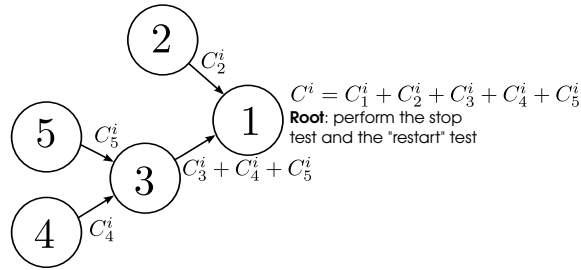 2
C_2^i
C^i = C_1^i + C_2^i + C_3^i + C_4^i + C_5^i
1
Root: perform the stop
test and the "restart" test
5
C_5^i
3
C_3^i + C_4^i + C_5^i
4
C_4^i